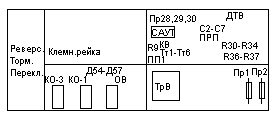 Реверс.
Торм.
Перекл.
Клемн.рейка
Д54-Д57
КО-3 КО-1 ОВ
Пр28,29,30 ДТВ
САУТ С2-С7
ПРП
R9 КВ R30-R34
Тт1-Тт6
ПП1 R36-R37
ТрВ
Пр1 Пр2